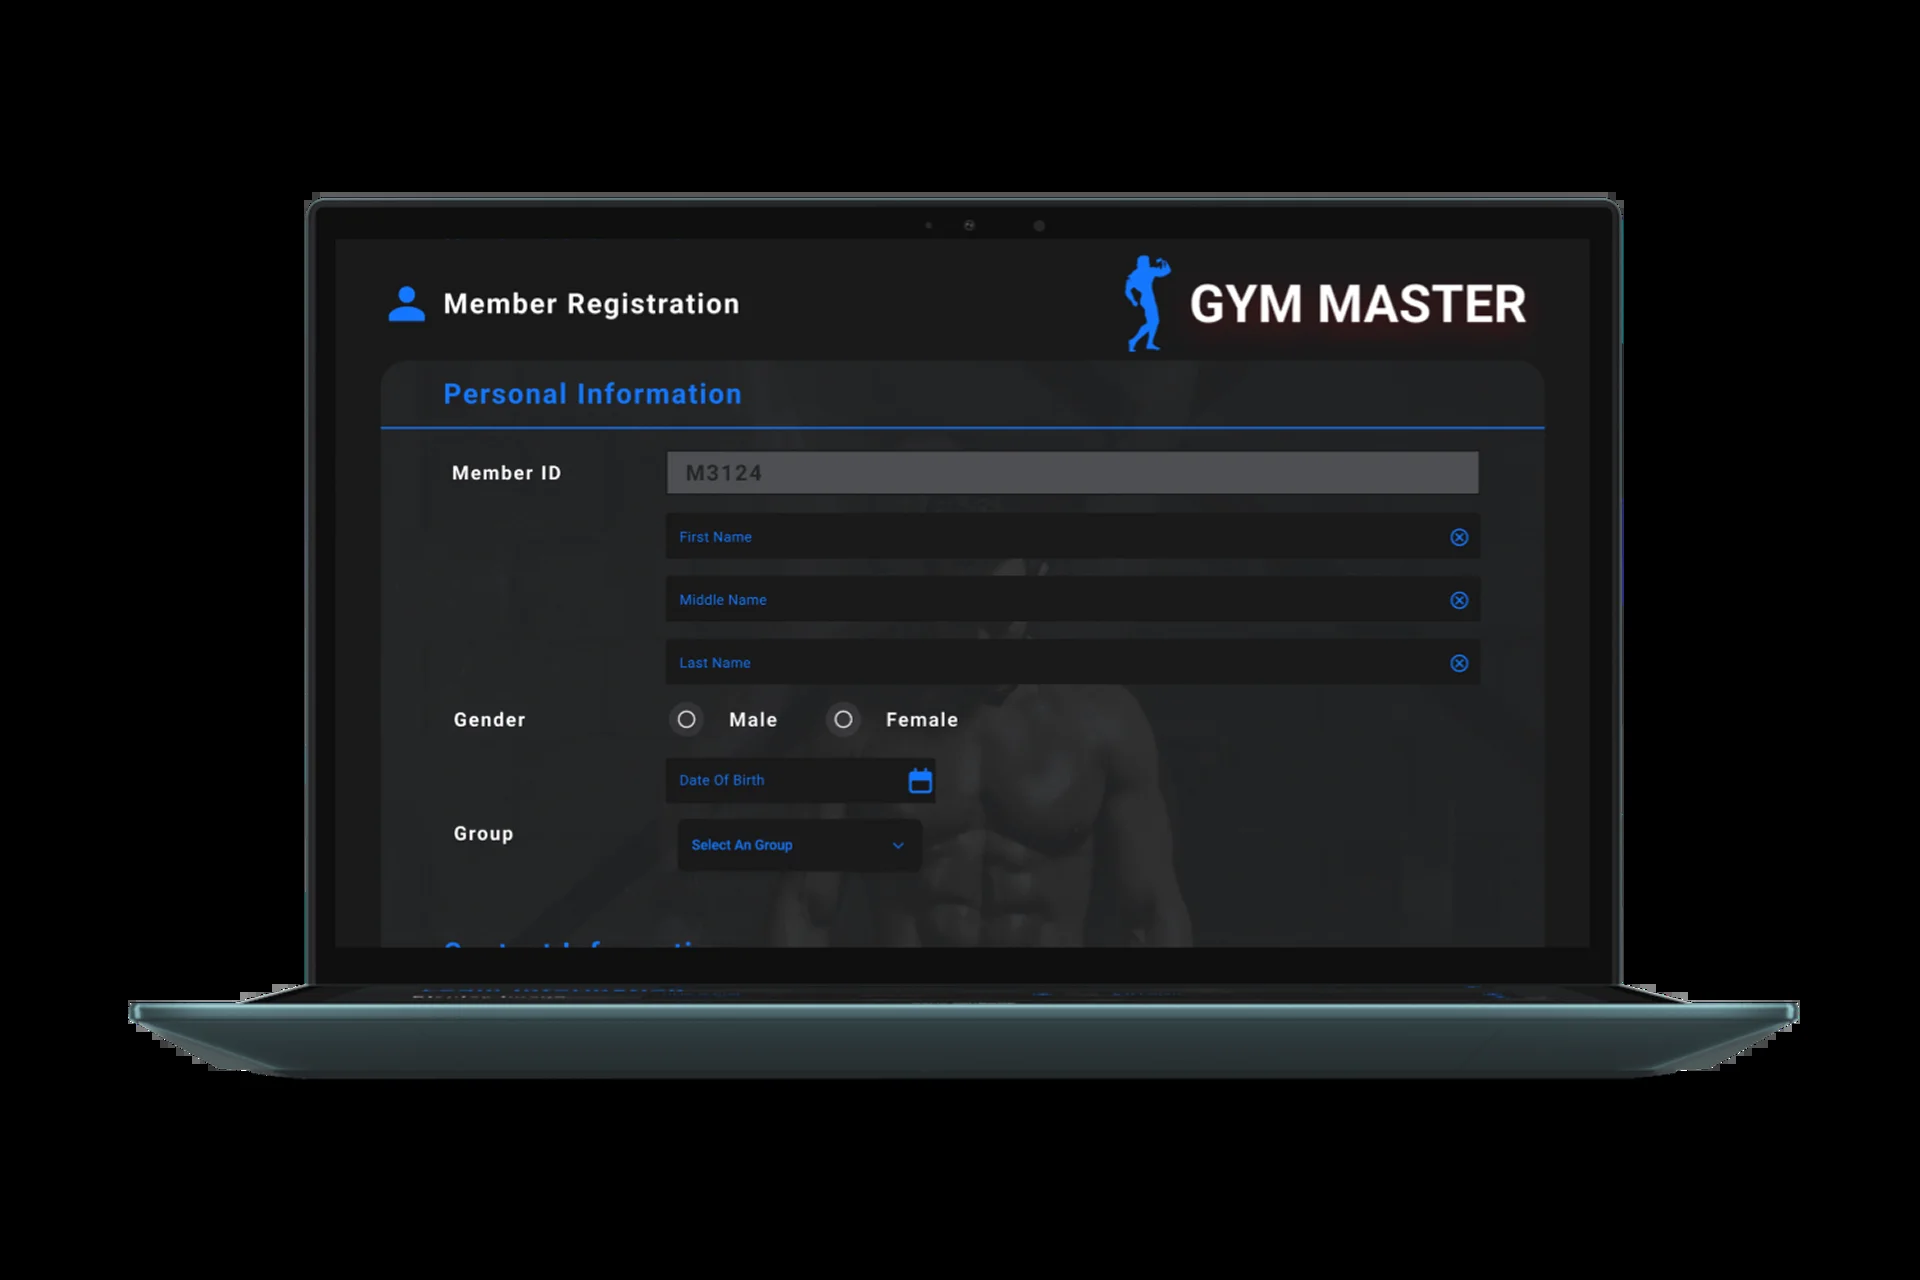 Member Registration
GYM MASTER
Personal Information
Member ID
M3124
First Name
Middle Name
Last Name
Gender
Male
Female
Date Of Birth
Group
Select An Group